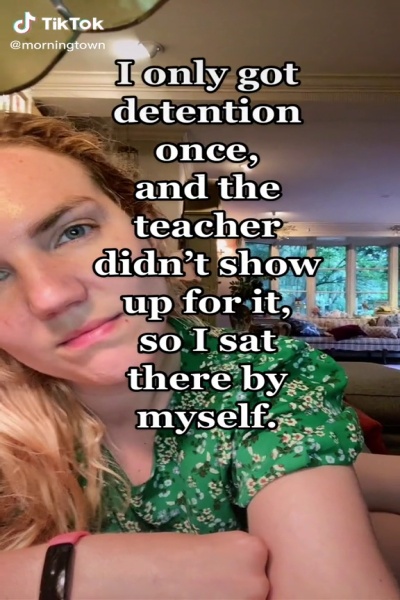 TikTok
@morningtown
I only got
detention
once,
and the
teacher
didn’t show
up for it,
so I sat
there by
myself.